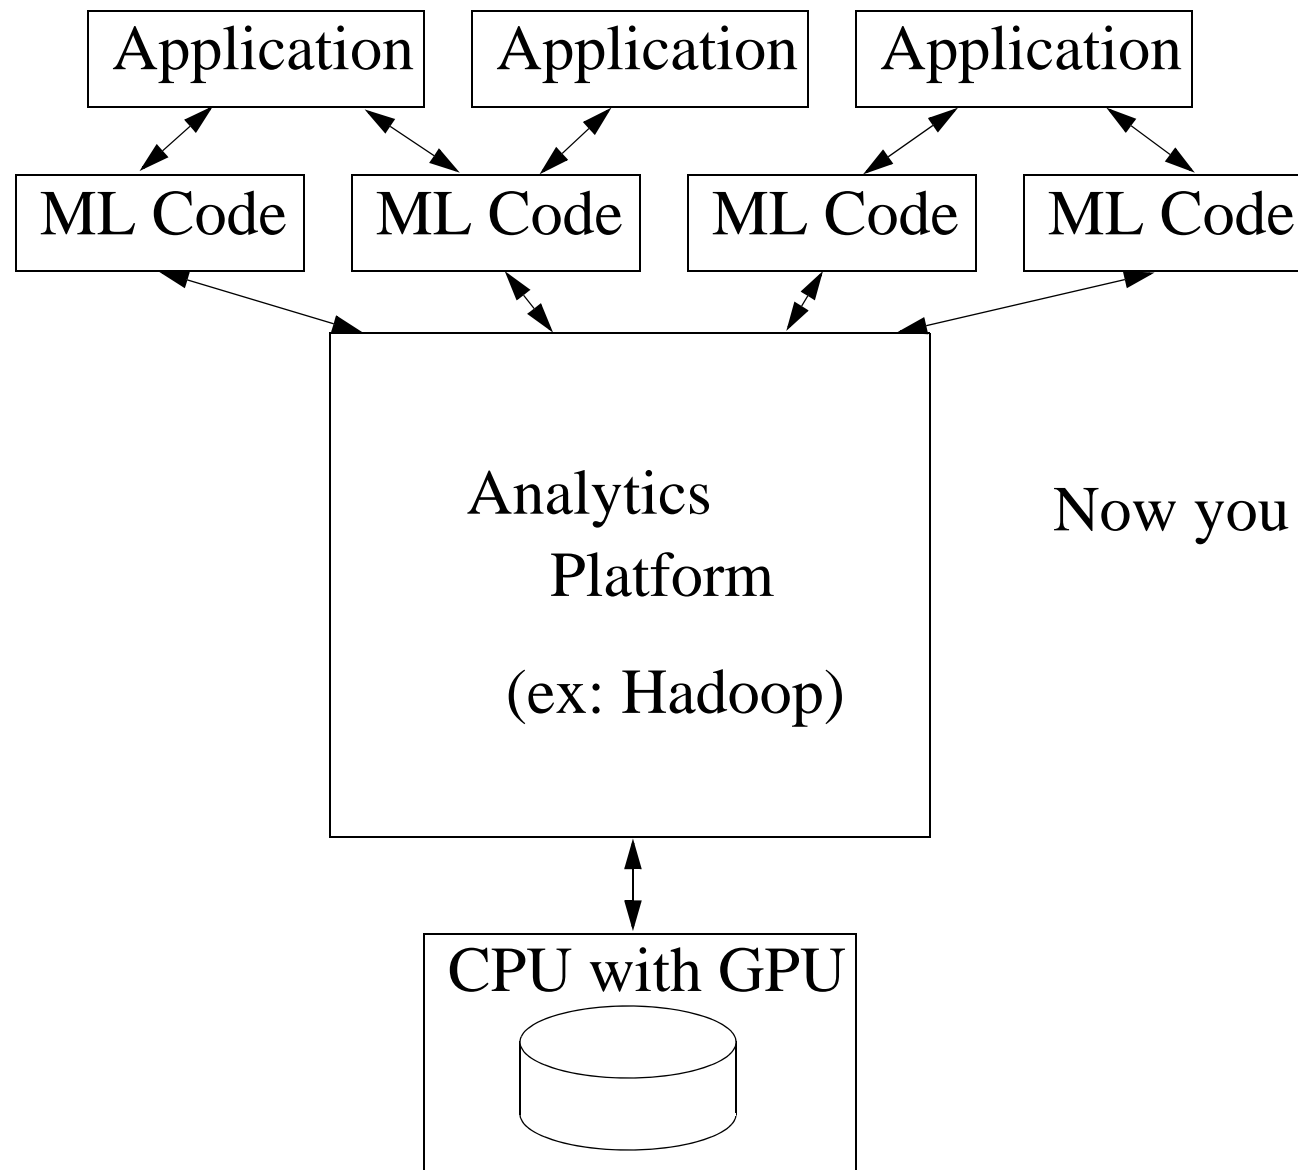 Application
Application
Application
ML Code
ML Code
ML Code
ML Code
Analytics
Platform
(ex: Hadoop)
Now you
CPU with GPU